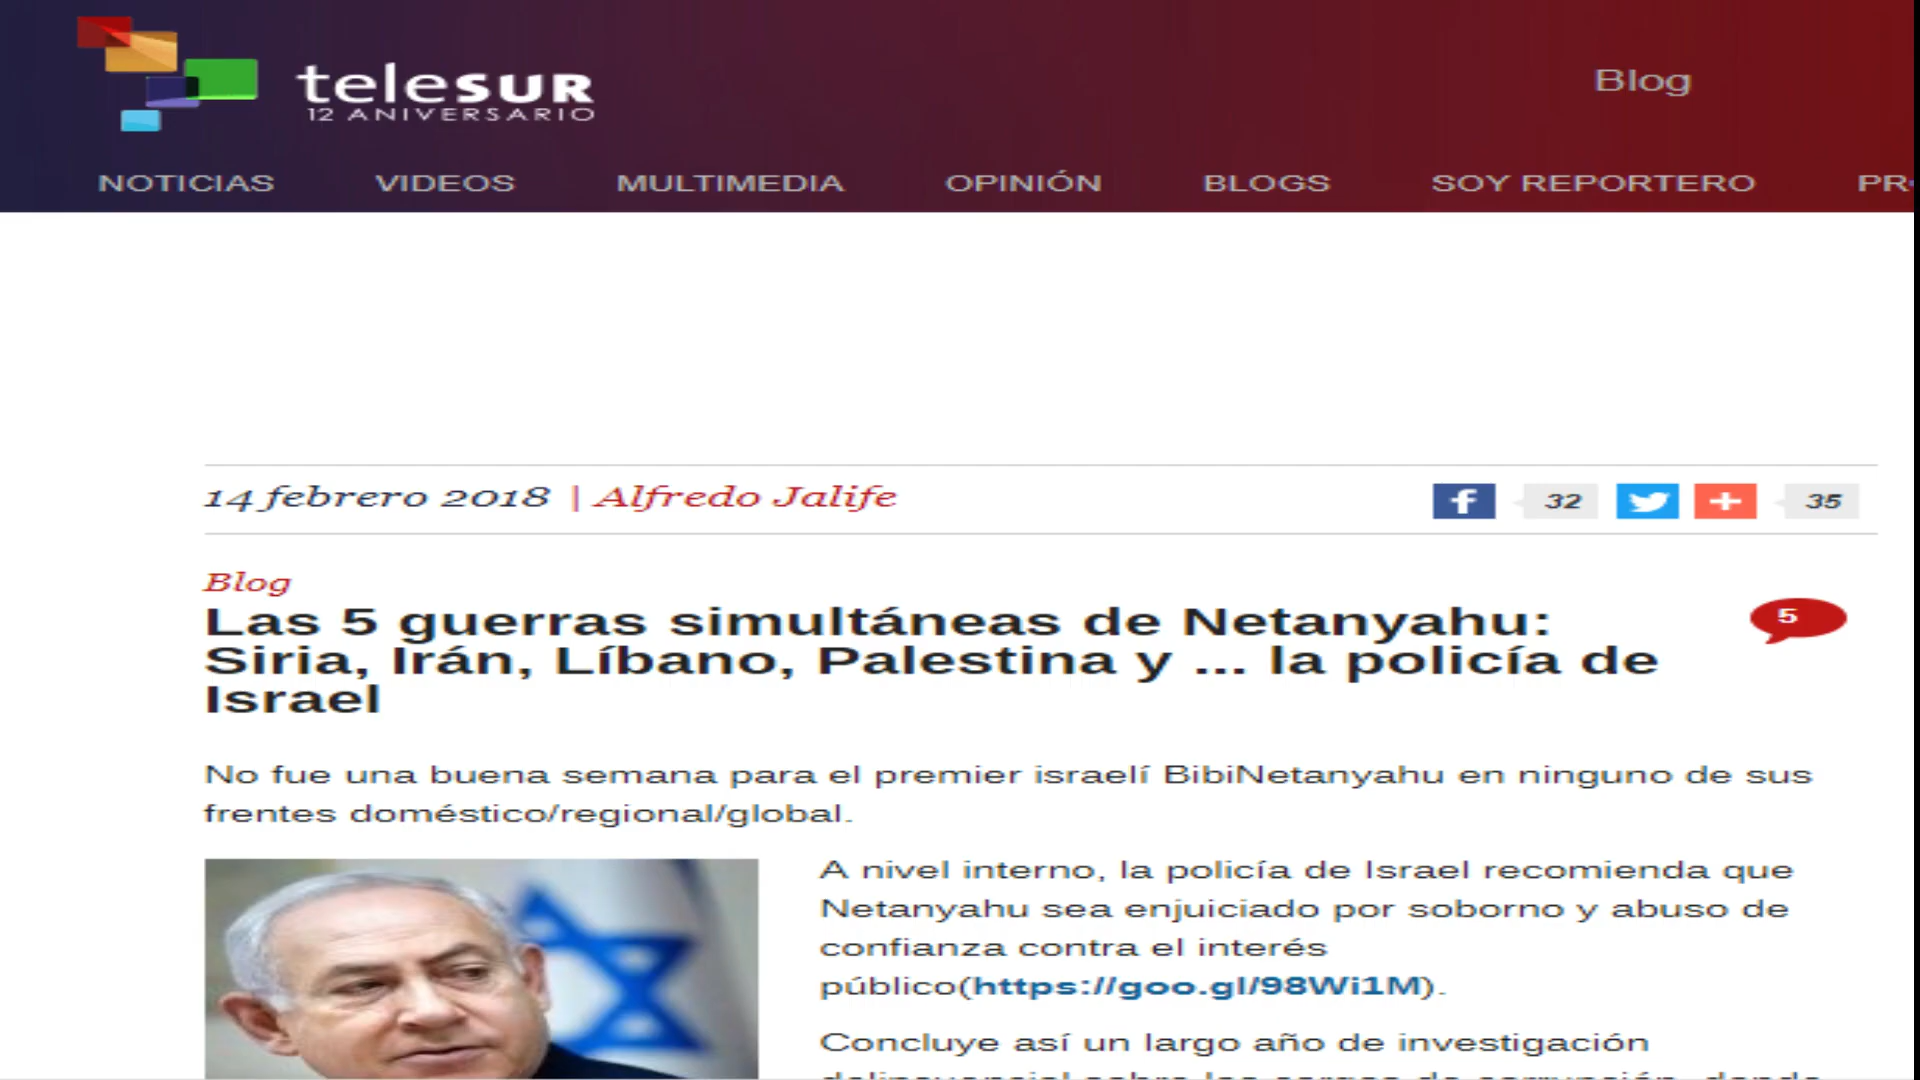 teleSUR
12 ANIVERSARIO
Blog
NOTICIAS VIDEOS MULTIMEDIA OPINIÓN BLOGS SOY REPORTERO
14 febrero 2018 | Alfredo Jalife
32 35
Blog
Las 5 guerras simultáneas de Netanyahu:
5
Siria, Irán, Líbano, Palestina y ... la policía de
Israel
No fue una buena semana para el premier israelí BibiNetanyahu en ninguno de sus
frentes doméstico/regional/global.
A nivel interno, la policía de Israel recomienda que
Netanyahu sea enjuiciado por soborno y abuso de
confianza contra el interés
público(https://goo.gl/98Wi1M).
Concluye así un largo año de investigación